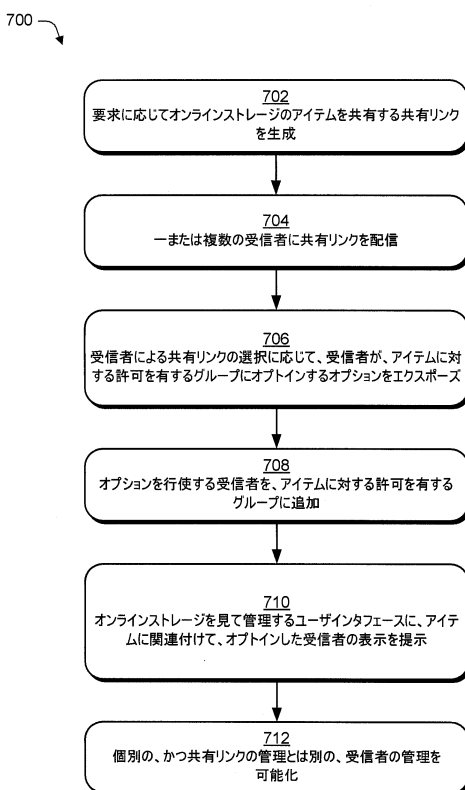 700
702
要求に応じてオンラインストレージのアイテムを共有する共有リンク
を生成
704
一または複数の受信者に共有リンクを配信
706
受信者による共有リンクの選択に応じて、受信者が、アイテムに対
する許可を有するグループにオプトインするオプションをエクスポーズ
708
オプションを行使する受信者を、アイテムに対する許可を有する
グループに追加
710
オンラインストレージを見て管理するユーザインタフェースに、アイテ
ムに関連付けて、オプトインした受信者の表示を提示
712
個別の、かつ共有リンクの管理とは別の、受信者の管理を
可能化